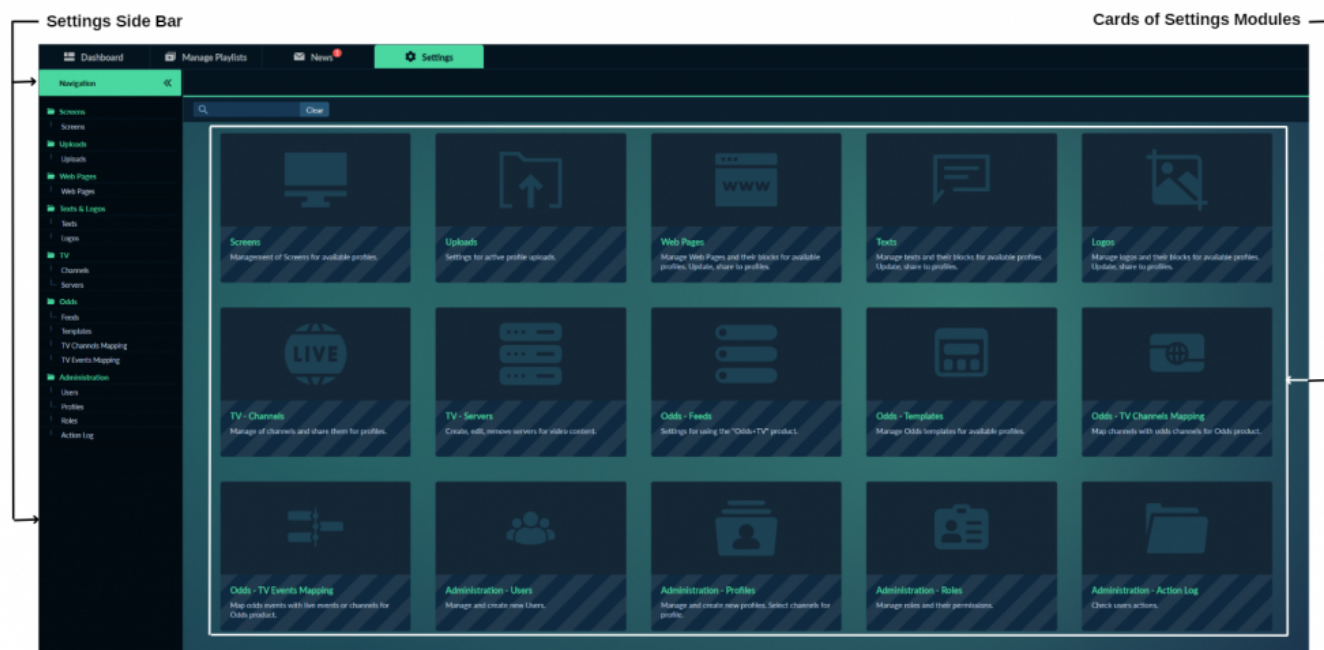 Settings Side Bar
Cards of Settings Modules
Dashboard
Manage Playlists
News
Settings
Navigation
Clear
Screens
Screens
Uploads
Uploads
Web Pages
Web Pages
Texts & Logos
Texts
Logos
TV
Channels
Servers
Odds
Feeds
Templates
TV Channels Mapping
TV Events Mapping
Administration
Users
Profiles
Roles
Action Log
Screens
Management of Screens for available profiles.
Uploads
Settings for active profile uploads.
WWW
Web Pages
Manage Web Pages and their blocks for available
profiles. Update, share to profiles.
Texts
Manage texts and their blocks for available profiles.
Update, share to profiles.
Logos
Manage logos and their blocks for available profiles.
Update, share to profiles.
LIVE
TV - Channels
Manage of channels and share them for profiles.
TV - Servers
Create, edit, remove servers for video content.
Odds - Feeds
Settings for using the "Odds+TV" product.
Odds - Templates
Manage Odds templates for available profiles.
Odds - TV Channels Mapping
Map channels with odds channels for Odds product.
Odds - TV Events Mapping
Map odds events with live events or channels for
Odds product.
Administration - Users
Manage and create new Users.
Administration - Profiles
Manage and create new profiles. Select channels for
profile.
Administration - Roles
Manage roles and their permissions.
Administration - Action Log
Check users actions.